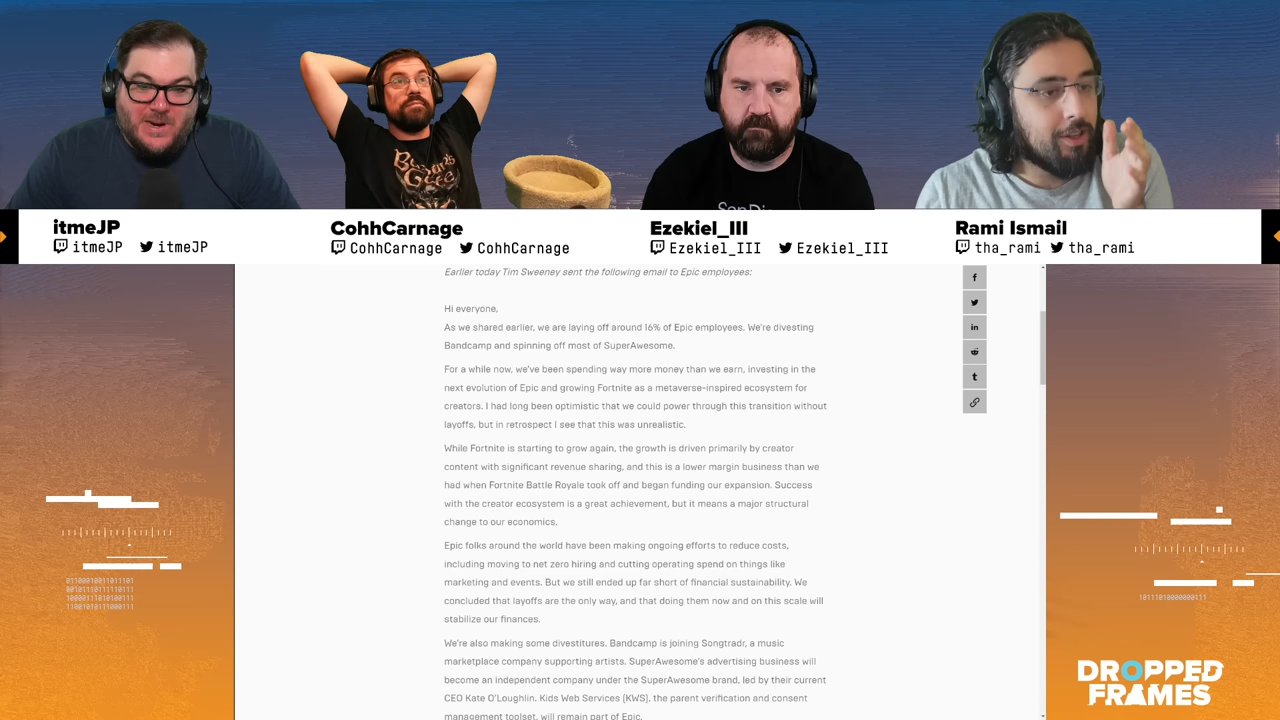 itmeJP
itmeJP itmeJP
CohhCarnage
CohhCarnage CohhCarnage
Ezekiel_III
Ezekiel_III Ezekiel_III
Rami Ismail
tha_rami tha_rami
Earlier today Tim Sweeney sent the following email to Epic employees:
Hi everyone,
As we shared earlier, we are laying off around 16% of Epic employees. We're divesting
Bandcamp and spinning off most of SuperAwesome.
For a while now, we've been spending way more money than we earn, investing in the
next evolution of Epic and growing Fortnite as a metaverse-inspired ecosystem for
creators. I had long been optimistic that we could power through this transition without
layoffs, but in retrospect I see that this was unrealistic.
While Fortnite is starting to grow again, the growth is driven primarily by creator
content with significant revenue sharing, and this is a lower margin business than we
had when Fortnite Battle Royale took off and began funding our expansion. Success
with the creator ecosystem is a great achievement, but it means a major structural
change to our economics.
Epic folks around the world have been making ongoing efforts to reduce costs,
including moving to net zero hiring and cutting operating spend on things like
marketing and events. But we still ended up far short of financial sustainability. We
concluded that layoffs are the only way, and that doing them now and on this scale will
stabilize our finances.
We're also making some divestitures. Bandcamp is joining Songtradr, a music
marketplace company supporting artists. SuperAwesome's advertising business will
become an independent company under the SuperAwesome brand, led by their current
CEO Kate O'Loughlin. Kids Web Services (KWS), the parent verification and consent
management toolset, will remain part of Epic.
DROPPED
FRAMES